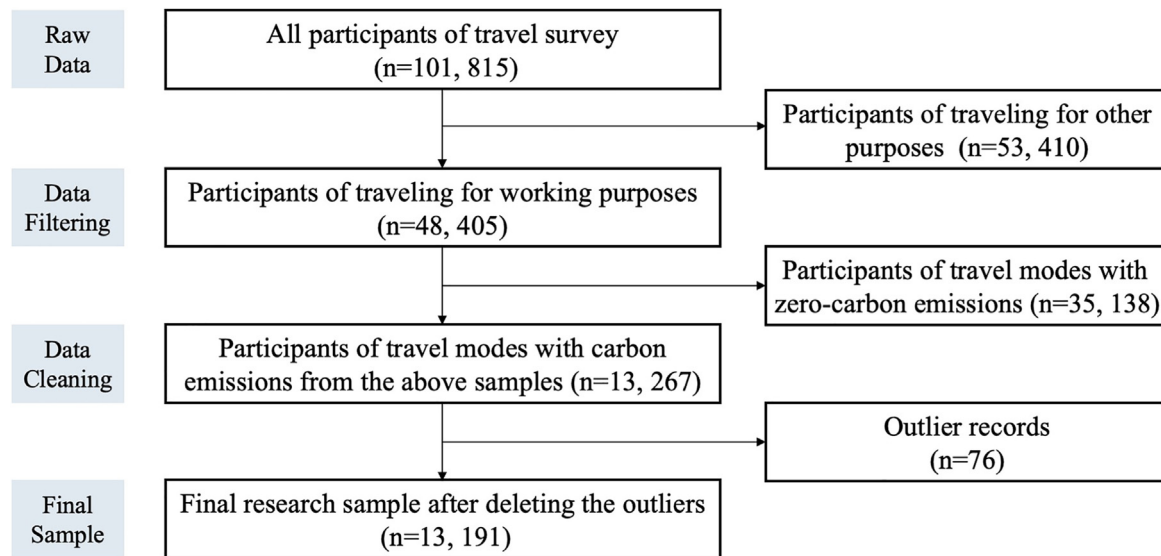 Raw
Data
All participants of travel survey
(n=101, 815)
Participants of traveling for other
purposes (n=53, 410)
Data
Filtering
Participants of traveling for working purposes
(n=48, 405)
Participants of travel modes with
zero-carbon emissions (n=35, 138)
Data
Cleaning
Participants of travel modes with carbon
emissions from the above samples (n=13, 267)
Outlier records
(n=76)
Final
Sample
Final research sample after deleting the outliers
(n=13, 191)